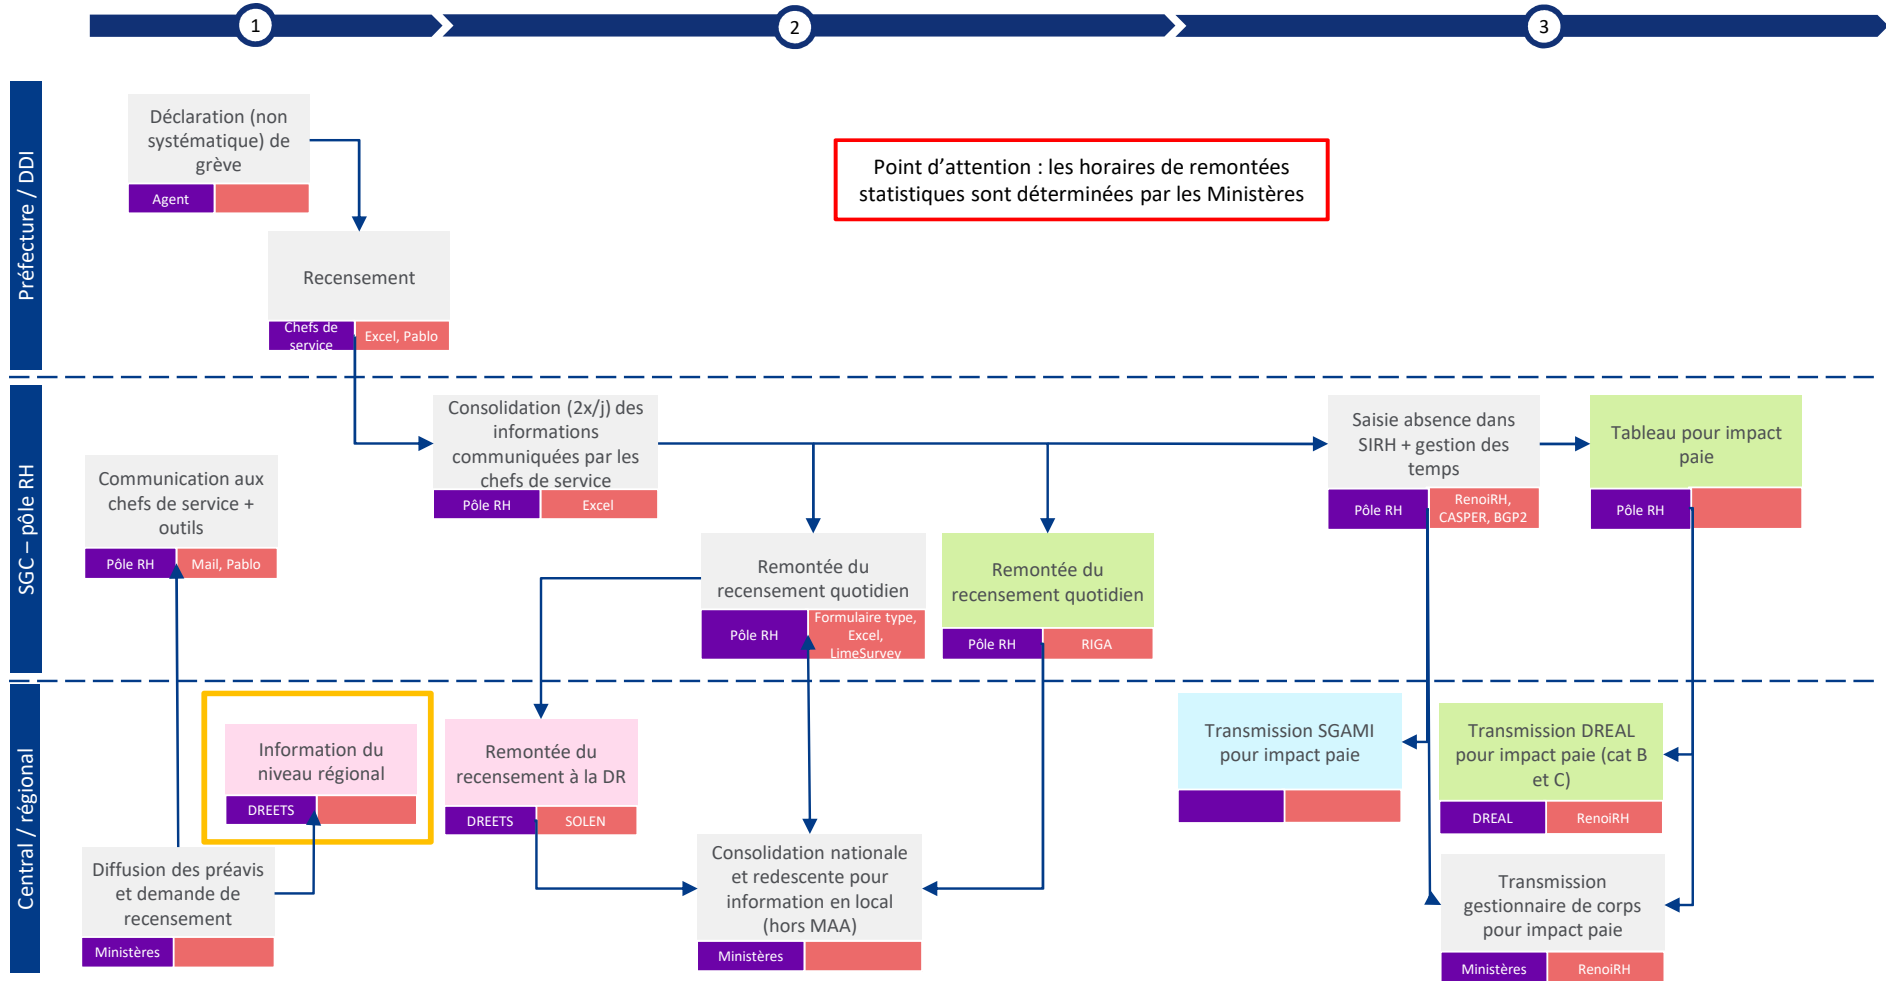 1
2
3
Préfecture / DDI
Déclaration (non
systématique) de
grève
Agent
Point d'attention : les horaires de remontées
statistiques sont déterminées par les Ministères
Recensement
Chefs de
service
Excel, Pablo
SGC – pôle RH
Communication aux
chefs de service +
outils
Pôle RH
Mail, Pablo
Consolidation (2x/j) des
informations
communiquées par les
chefs de service
Pôle RH
Excel
Remontée du
recensement quotidien
Pôle RH
Formulaire type,
Excel,
LimeSurvey
Remontée du
recensement quotidien
Pôle RH
RIGA
Saisie absence dans
SIRH + gestion des
temps
Pôle RH
RenoiRH,
CASPER, BGP2
Tableau pour impact
paie
Pôle RH
Central / régional
Information du
niveau régional
DREETS
Diffusion des préavis
et demande de
recensement
Ministères
Remontée du
recensement à la DR
DREETS
SOLEN
Consolidation nationale
et redescente pour
information en local
(hors MAA)
Ministères
Transmission SGAMI
pour impact paie
Transmission DREAL
pour impact paie (cat B
et C)
DREAL
RenoiRH
Transmission
gestionnaire de corps
pour impact paie
Ministères
RenoiRH